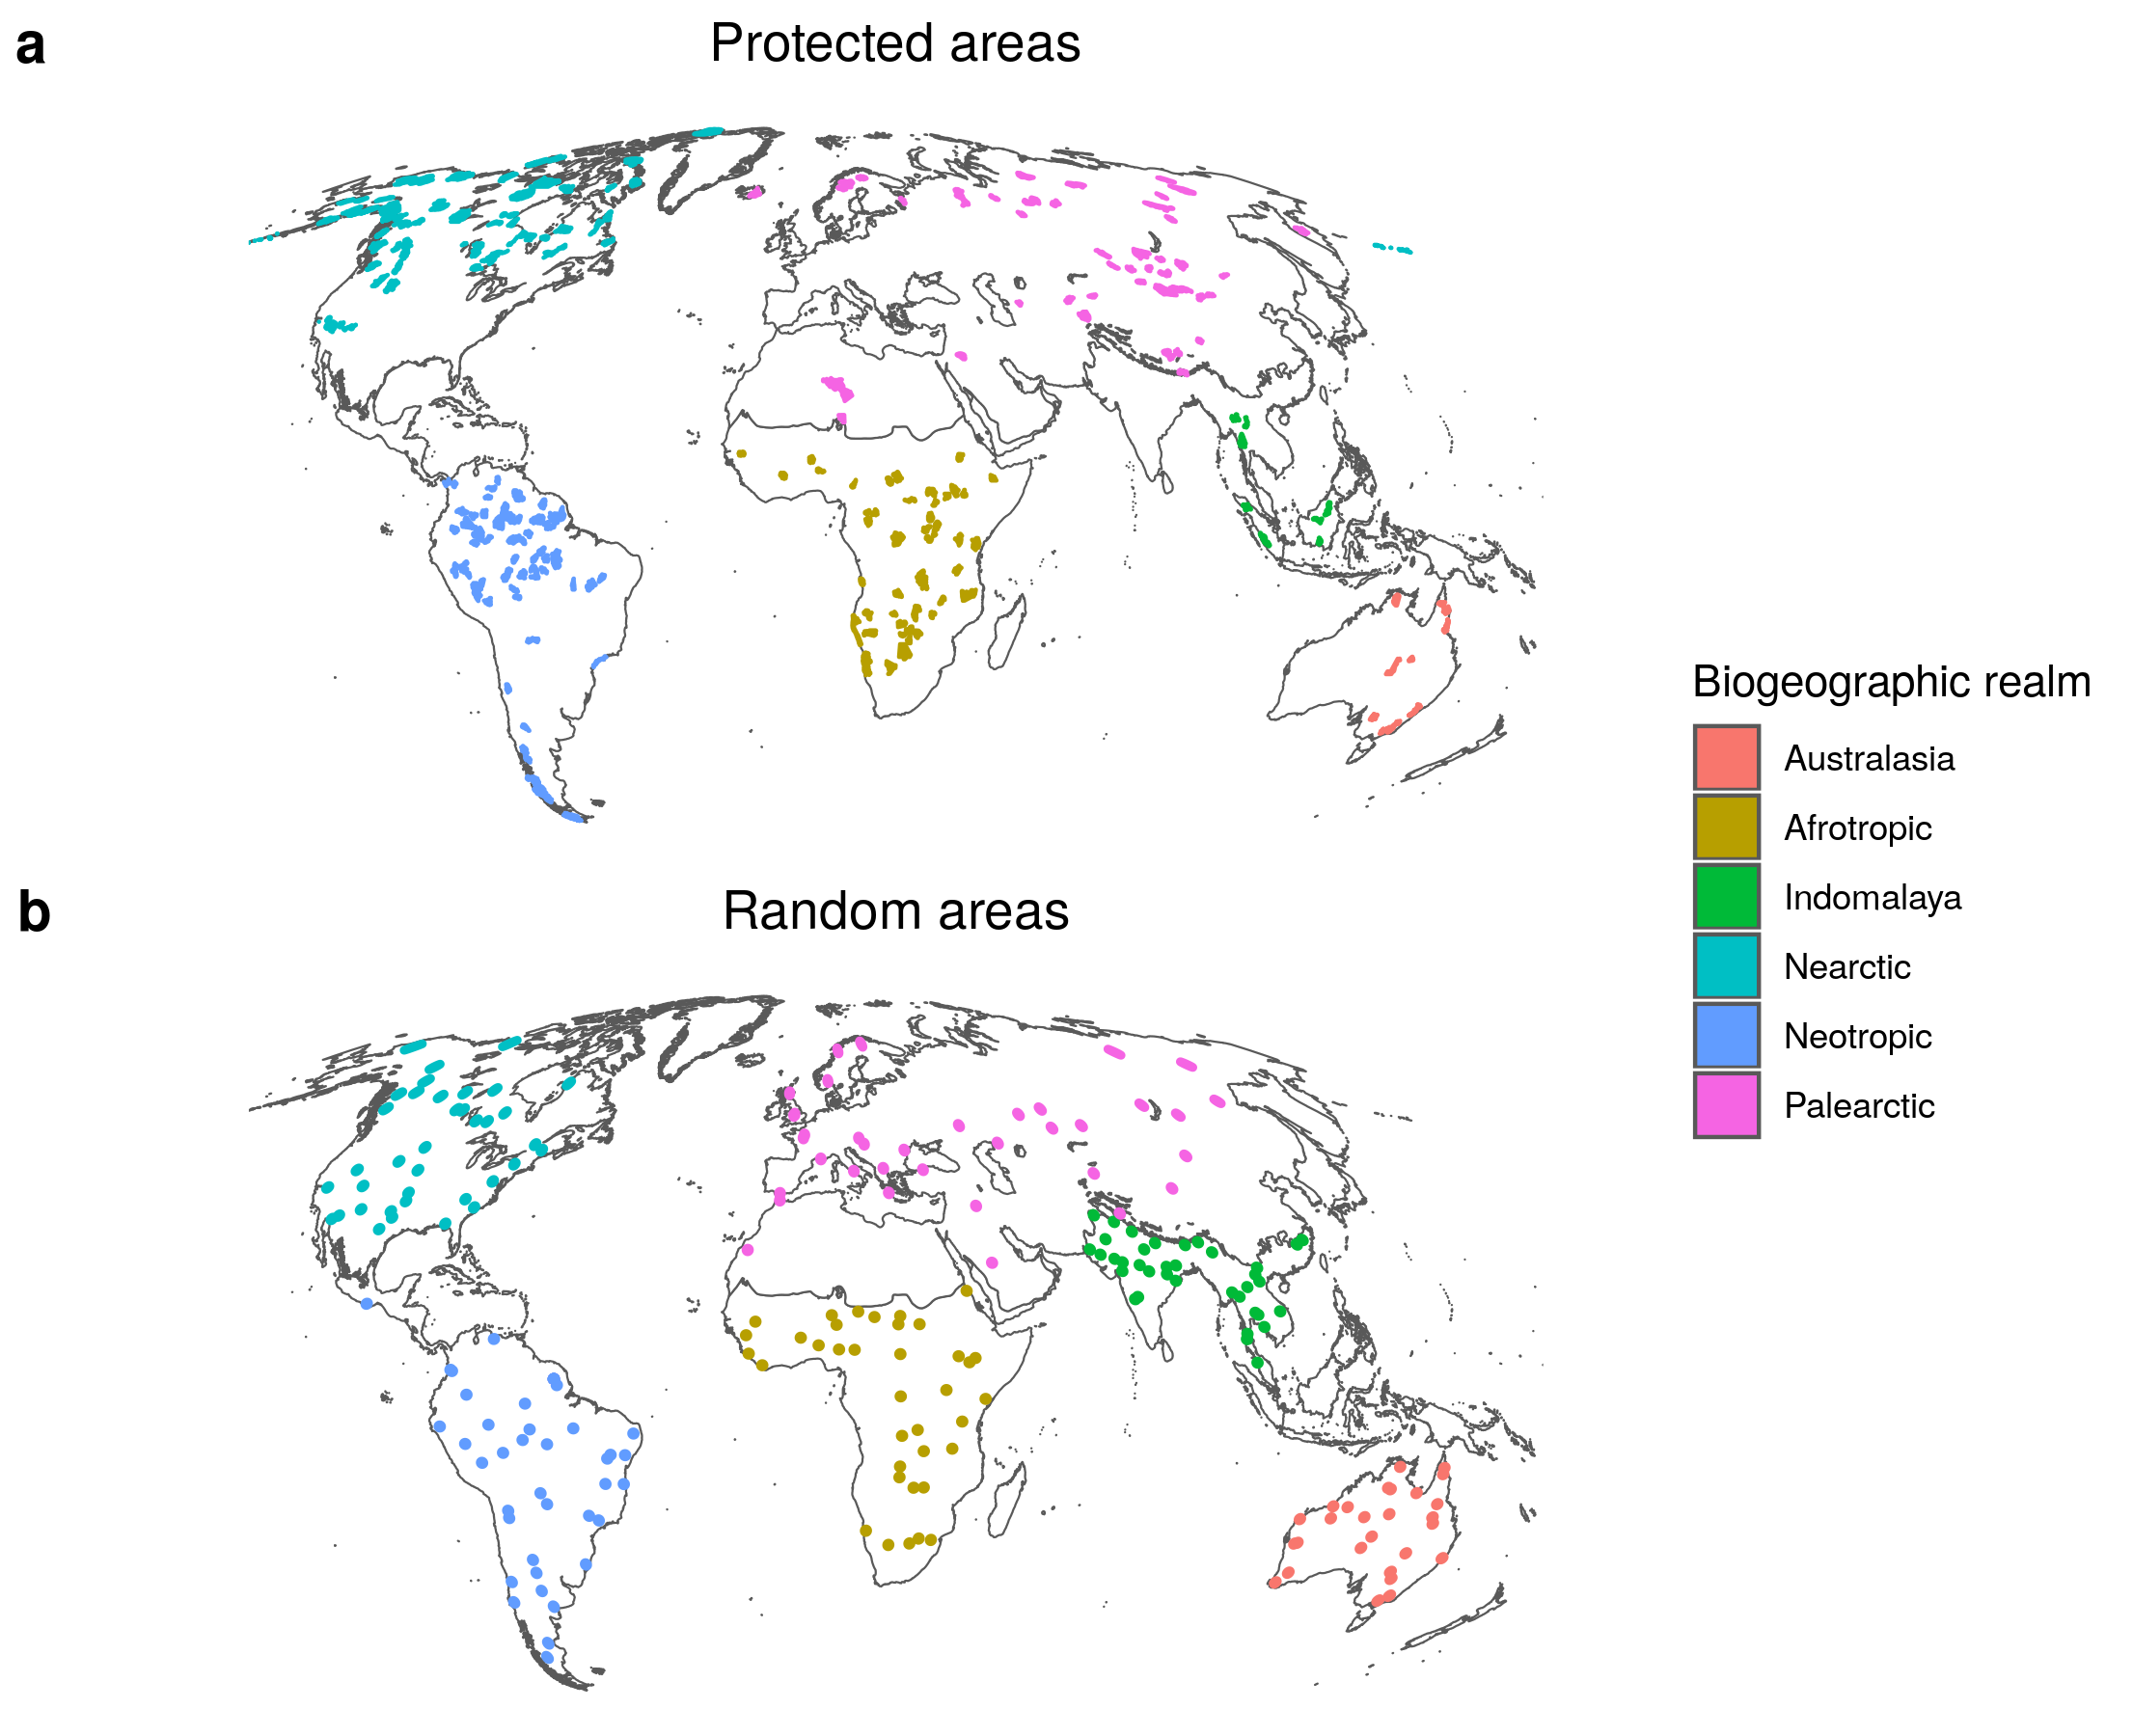 a
Protected areas
b
Random areas
Biogeographic realm
Australasia
Afrotropic
Indomalaya
Nearctic
Neotropic
Palearctic